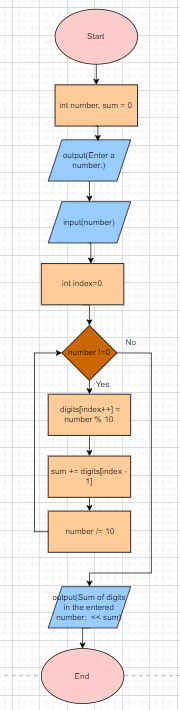 Start
int number, sum = 0
output(Enter a
number:)
input(number)
int index=0
number !=0
No
Yes
digits[index++] =
number % 10
sum += digits[index -
1]
number /= 10
output(Sum of digits
in the entered
number:  << sum)
End